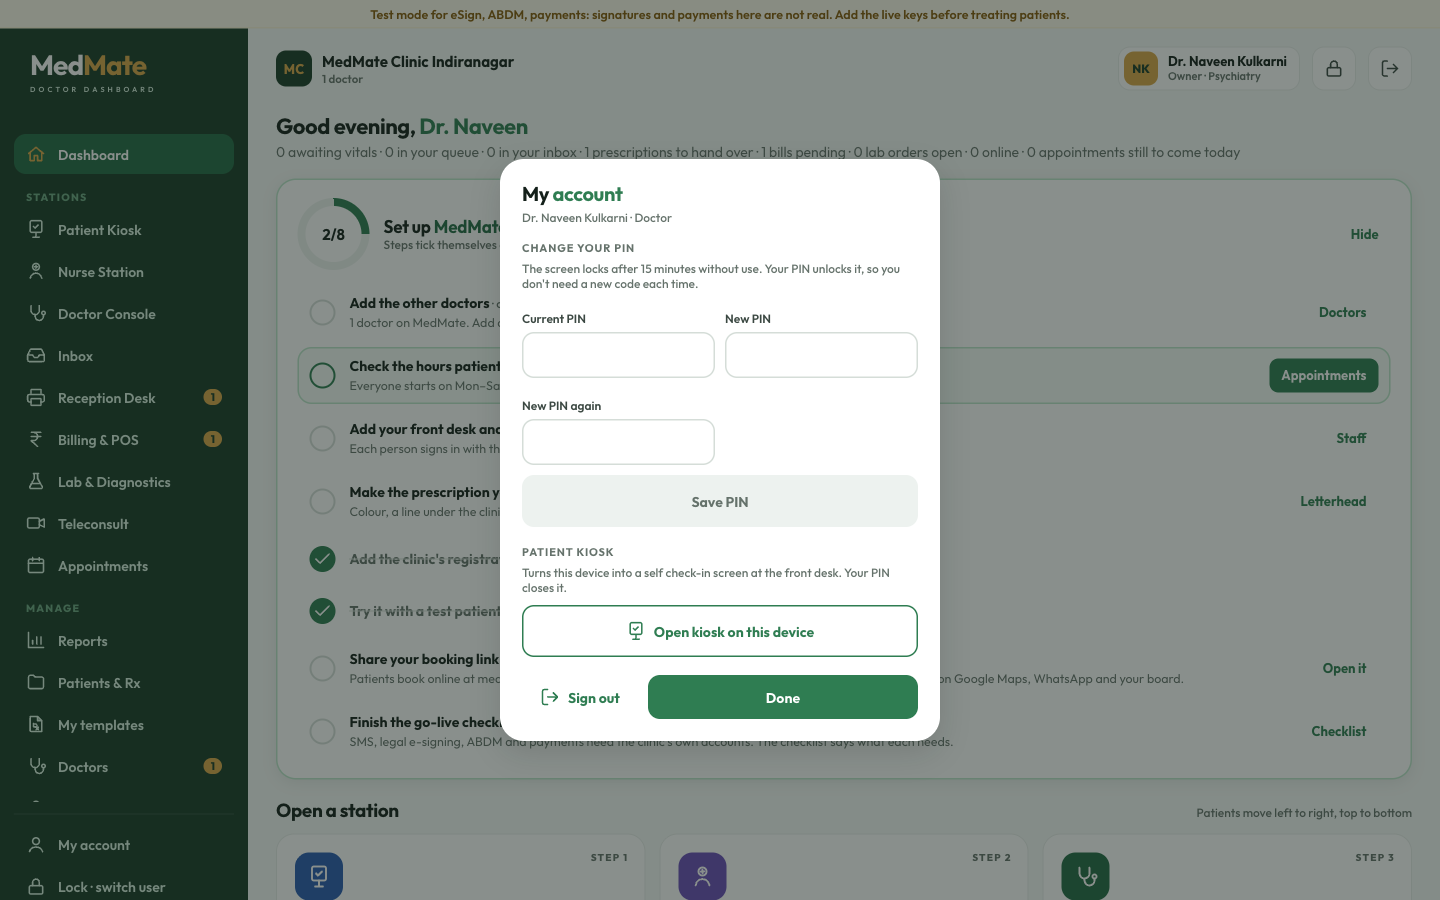 Test mode for eSign, ABDM, payments: signatures and payments here are not real. Add the live keys before treating patients.
MedMate
DOCTOR DASHBOARD
Dashboard
STATIONS
Patient Kiosk
Nurse Station
Doctor Console
Inbox
Reception Desk 1
Billing & POS 1
Lab & Diagnostics
Teleconsult
Appointments
MANAGE
Reports
Patients & Rx
My templates
Doctors 1
My account
Lock · switch user
MC
MedMate Clinic Indiranagar
1 doctor
NK
Dr. Naveen Kulkarni
Owner · Psychiatry
Good evening, Dr. Naveen
0 awaiting vitals · 0 in your queue · 0 in your inbox · 1 prescriptions to hand over · 1 bills pending · 0 lab orders open · 0 online · 0 appointments still to come today
2/8
Set up
Steps tick themselves
Hide
Add the other doctors
1 doctor on MedMate. Add
Doctors
Check the hours patient
Everyone starts on Mon–Sa
Appointments
Add your front desk and
Each person signs in with th
Staff
Make the prescription y
Colour, a line under the clini
Letterhead
Add the clinic's registra
Try it with a test patient
Share your booking link
Patients book online at med
on Google Maps, WhatsApp and your board.
Open it
Finish the go-live check
SMS, legal e-signing, ABDM and payments need the clinic's own accounts. The checklist says what each needs.
Checklist
My account
Dr. Naveen Kulkarni · Doctor
CHANGE YOUR PIN
The screen locks after 15 minutes without use. Your PIN unlocks it, so you
don't need a new code each time.
Current PIN
New PIN
New PIN again
Save PIN
PATIENT KIOSK
Turns this device into a self check-in screen at the front desk. Your PIN
closes it.
Open kiosk on this device
Sign out
Done
Open a station
Patients move left to right, top to bottom
STEP 1
STEP 2
STEP 3